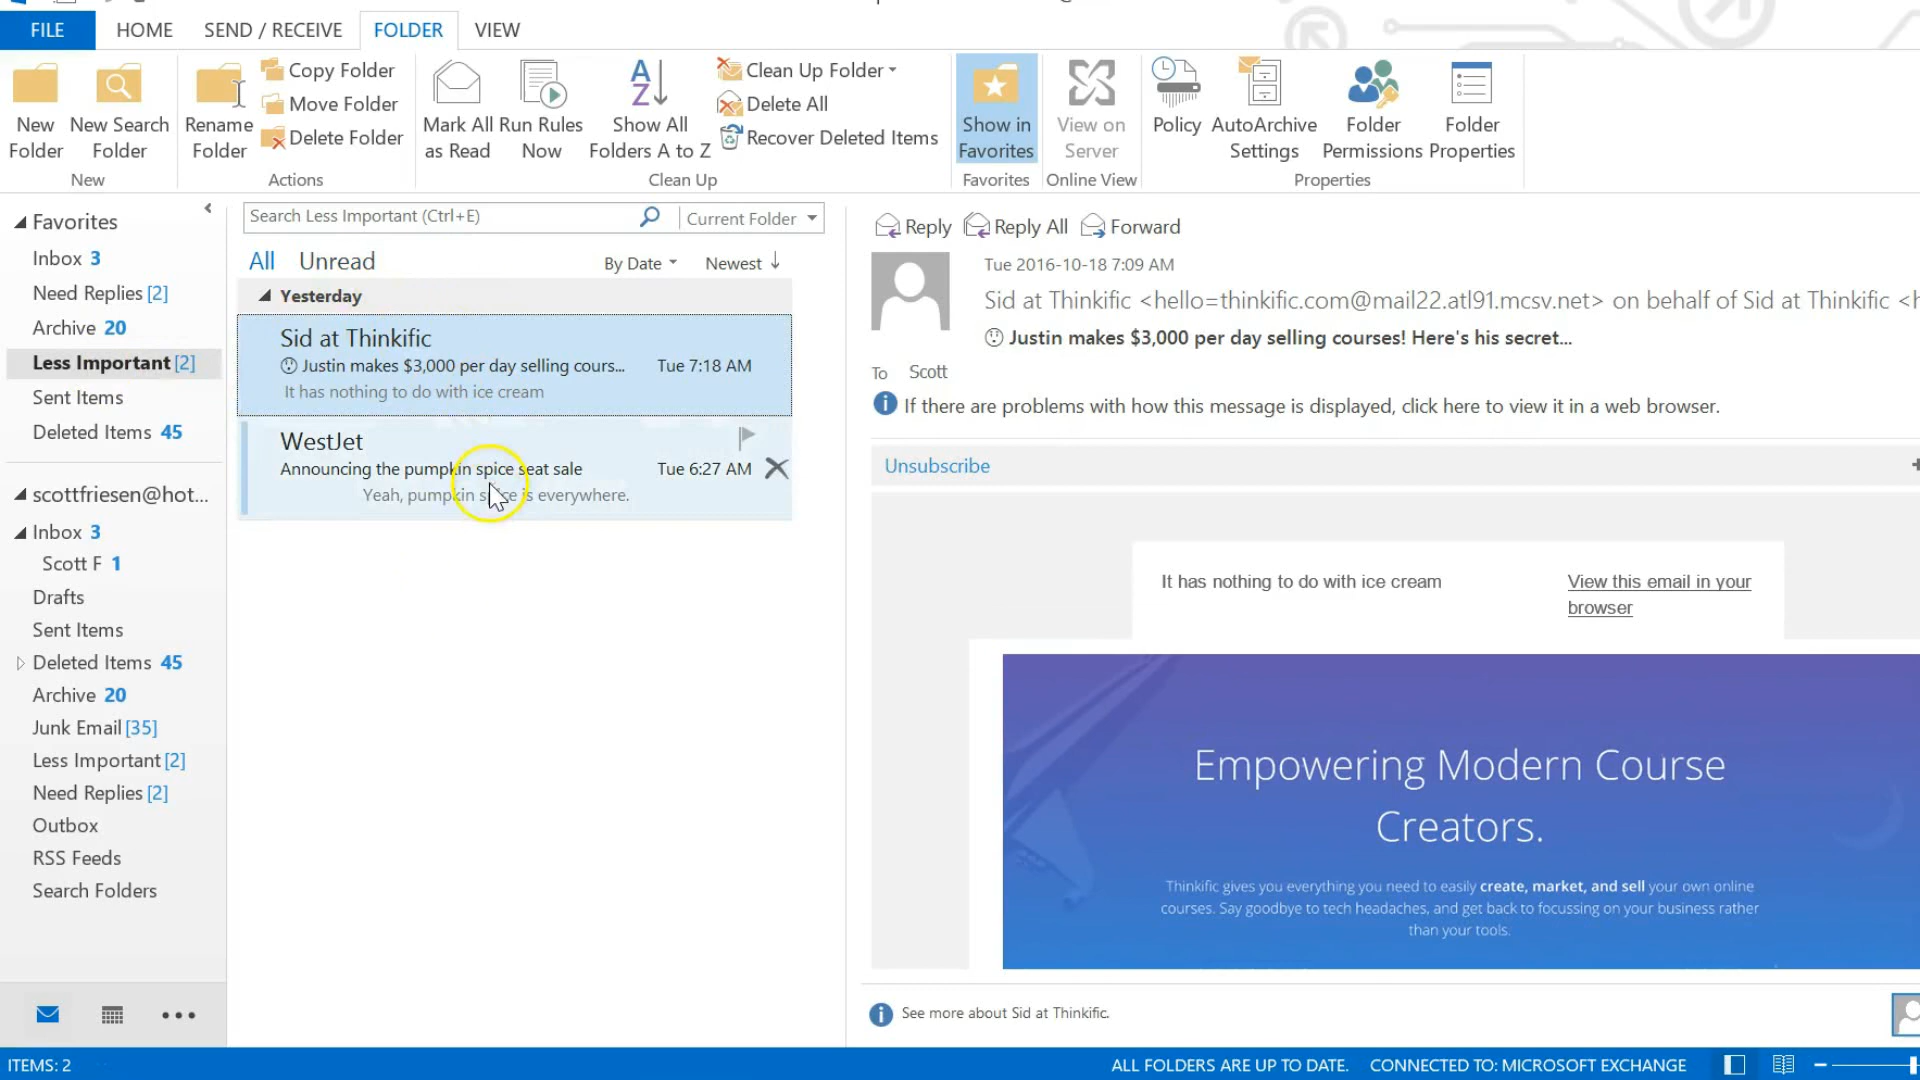 FILE HOME SEND / RECEIVE FOLDER VIEW
New Folder
New Search Folder
Rename Folder
Copy Folder
Move Folder
Delete Folder
Mark All as Read
Run Rules Now
Show All Folders A to Z
Clean Up Folder
Delete All
Recover Deleted Items
Show in Favorites
View on Server
Policy
AutoArchive Settings
Folder Permissions
Folder Properties
New Actions Clean Up Favorites Online View Properties
Favorites
Inbox 3
Need Replies [2]
Archive 20
Less Important [2]
Sent Items
Deleted Items 45
scottfriesen@hot...
Inbox 3
Scott F 1
Drafts
Sent Items
Deleted Items 45
Archive 20
Junk Email [35]
Less Important [2]
Need Replies [2]
Outbox
RSS Feeds
Search Folders
Search Less Important (Ctrl+E) Current Folder
All Unread By Date Newest
Yesterday
Sid at Thinkific
Justin makes $3,000 per day selling cours... Tue 7:18 AM
It has nothing to do with ice cream
WestJet
Announcing the pumpkin spice seat sale Tue 6:27 AM
Yeah, pumpkin spice is everywhere.
Reply Reply All Forward
Tue 2016-10-18 7:09 AM
Sid at Thinkific <hello=thinkific.com@mail22.atl91.mcsv.net> on behalf of Sid at Thinkific <h
Justin makes $3,000 per day selling courses! Here's his secret...
To Scott
If there are problems with how this message is displayed, click here to view it in a web browser.
Unsubscribe
It has nothing to do with ice cream
View this email in your
browser
Empowering Modern Course
Creators.
Thinkific gives you everything you need to easily create, market, and sell your own online
courses. Say goodbye to tech headaches, and get back to focussing on your business rather
than your tools.
See more about Sid at Thinkific.
ITEMS: 2 ALL FOLDERS ARE UP TO DATE. CONNECTED TO: MICROSOFT EXCHANGE